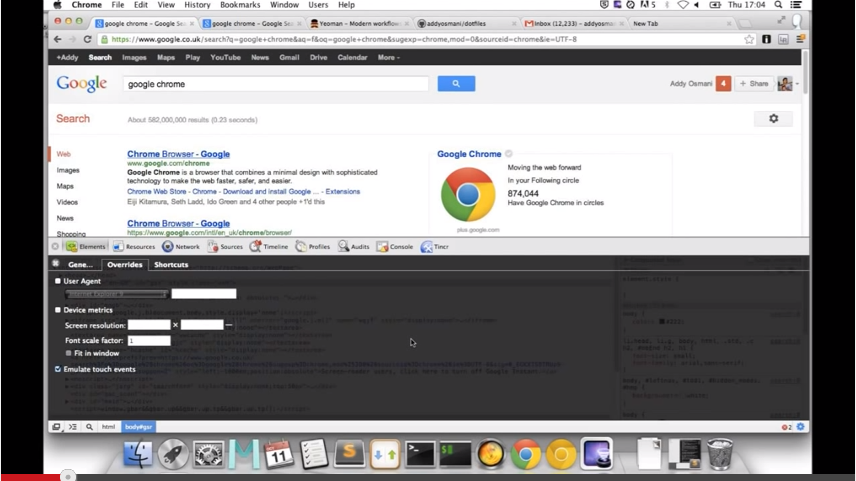 Chrome File Edit View History Bookmarks Window Users Help
5 Thu 17:04
google chrome - Google Se
google chrome - Google Sea
Yeoman - Modern workflow
addyosmani/dotfiles
Inbox (12,233) - addyosman
New Tab
https://www.google.co.uk/search?q=google+chrome&aq=f&oq=google+chrome&sugexp=chrome,mod=0&sourceid=chrome&ie=UTF-8
+Addy Search Images Maps Play YouTube News Gmail Drive Calendar More
Google google chrome Addy Osmani 4 + Share
Search About 582,000,000 results (0.23 seconds)
Web
Images
Maps
Videos
News
Shopping
Chrome Browser - Google
www.google.com/chrome
Google Chrome is a browser that combines a minimal design with sophisticated
technology to make the web faster, safer, and easier.
Chrome Web Store - Chrome - Download and install Google ... - Extensions
Eiji Kitamura, Seth Ladd, Ido Green and 4 other people +1'd this
Chrome Browser - Google
https://www.google.com/intl/en_uk/chrome/browser/
Google Chrome
Moving the web forward
In your Following circle
874,044
Have Google Chrome in circles
plus.google.com
Elements Resources Network Sources Timeline Profiles Audits Console Tincr
Gene... Overrides Shortcuts
User Agent
Device metrics
Screen resolution: ×
Font scale factor: 1
Fit in window
Emulate touch events
html body#gsr
2
11